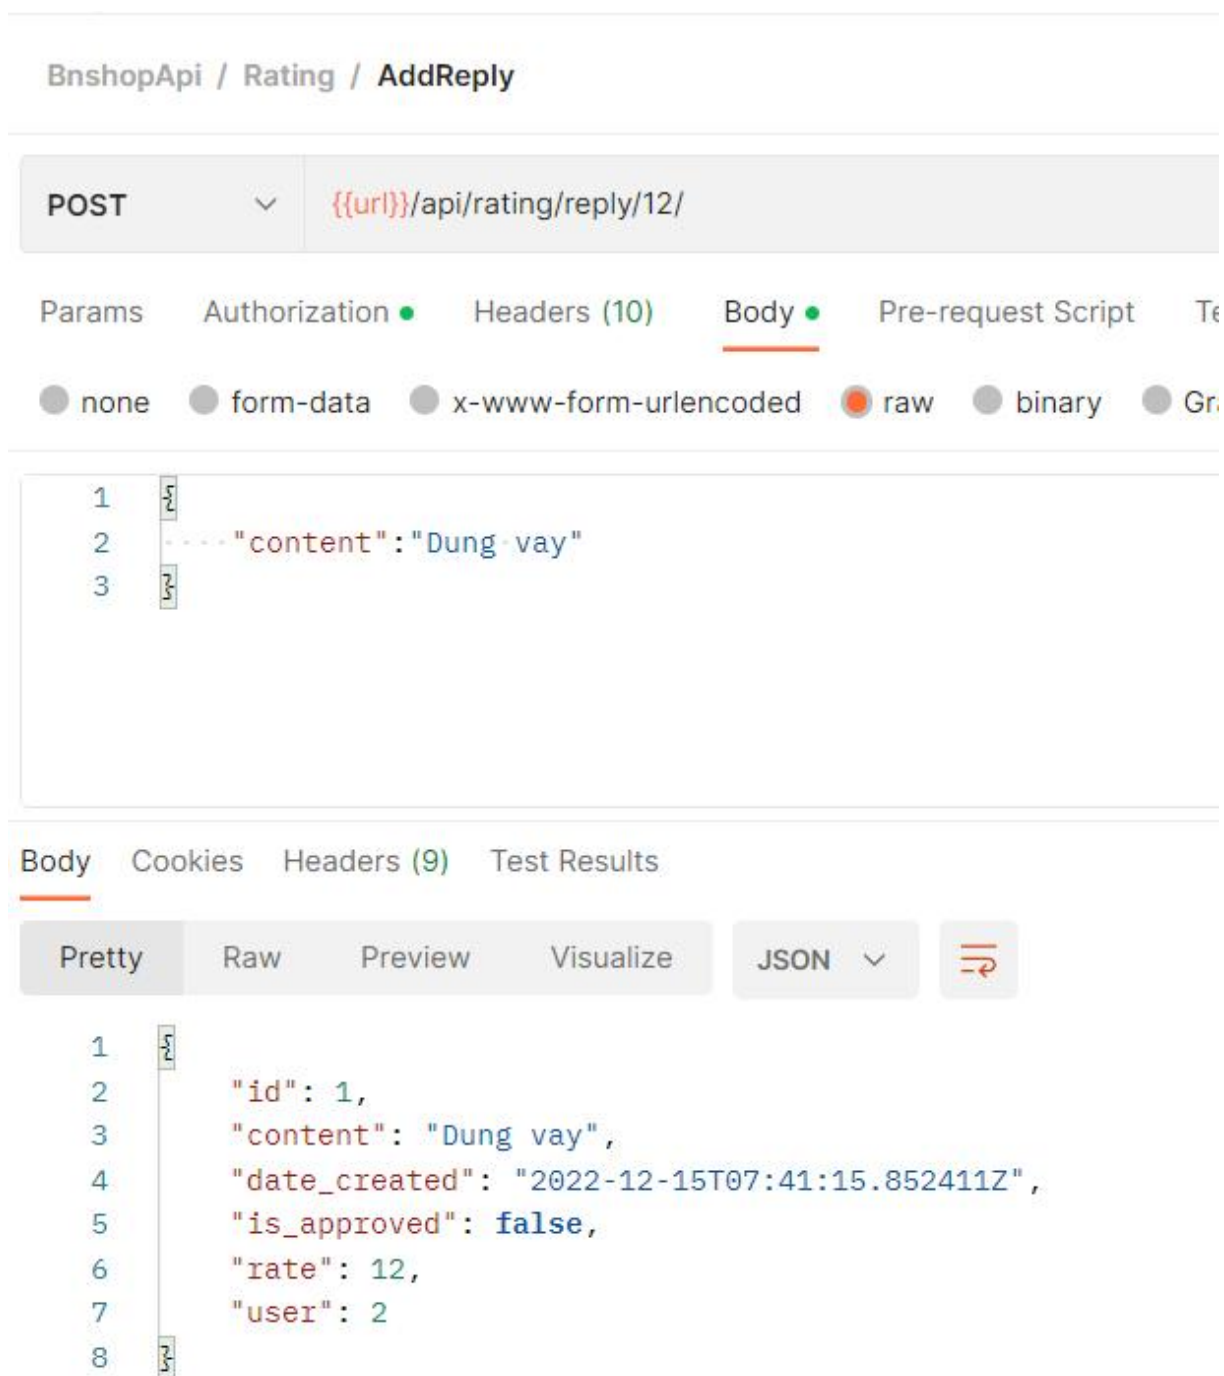 BnshopApi / Rating / AddReply
POST {{url}}/api/rating/reply/12/
Params Authorization Headers (10) Body Pre-request Script Te
none form-data x-www-form-urlencoded raw binary Gra
1 {
2 "content":"Dung vay"
3 }
Body Cookies Headers (9) Test Results
Pretty Raw Preview Visualize JSON
1 {
2 "id": 1,
3 "content": "Dung vay",
4 "date_created": "2022-12-15T07:41:15.852411Z",
5 "is_approved": false,
6 "rate": 12,
7 "user": 2
8 }